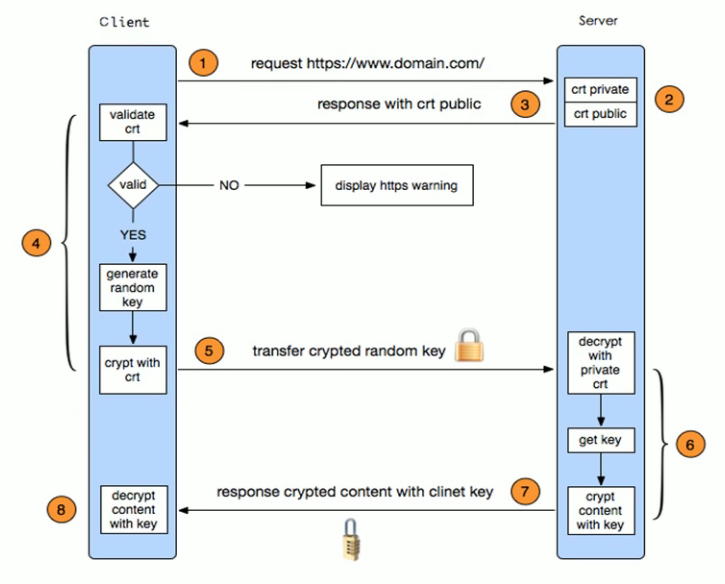 Client
Server
1
request https://www.domain.com/
crt private
2
response with crt public
3
crt public
validate
crt
valid
NO
display https warning
4
YES
generate
random
key
5
transfer crypted random key
crypt with
crt
decrypt
with
private
crt
get key
6
8
decrypt
content
with key
response crypted content with clinet key
7
crypt
content
with key